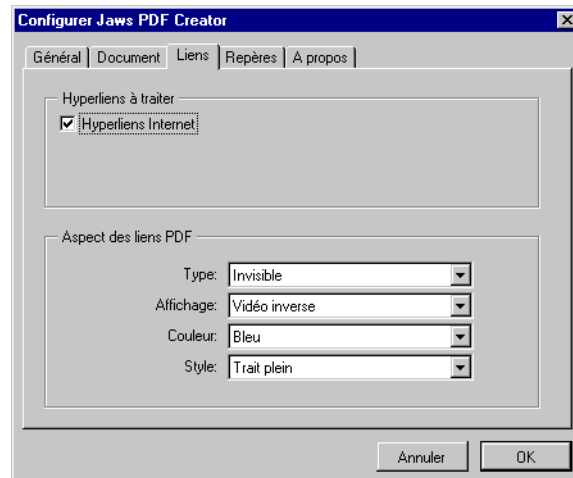 Configurer Jaws PDF Creator
Général Document Liens Repères A propos
Hyperliens à traiter
Hyperliens Internet
Aspect des liens PDF
Type: Invisible
Affichage: Vidéo inverse
Couleur: Bleu
Style: Trait plein
Annuler OK